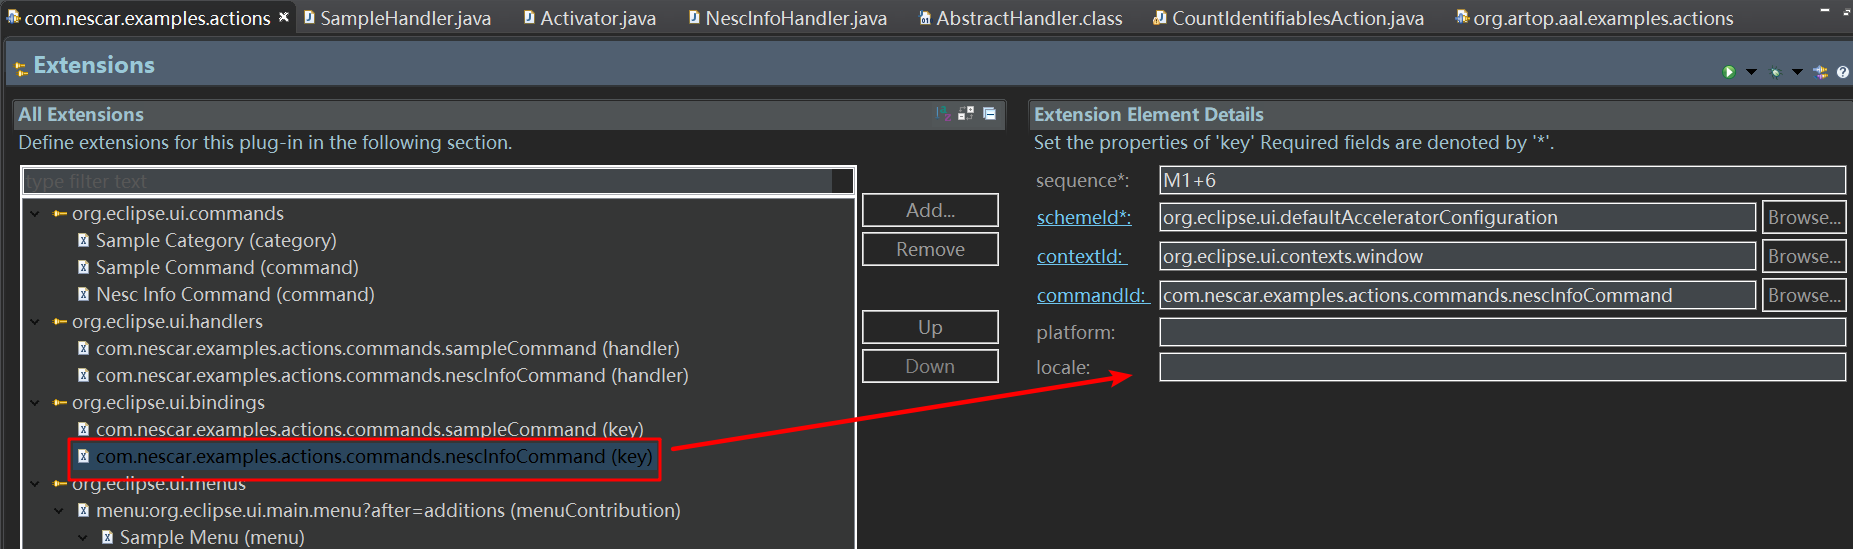 com.nescar.examples.actions SampleHandler.java Activator.java NescInfoHandler.java AbstractHandler.class CountIdentifiablesAction.java org.artop.aal.examples.actions
Extensions
All Extensions
Define extensions for this plug-in in the following section.
type filter text
org.eclipse.ui.commands
Sample Category (category)
Sample Command (command)
Nesc Info Command (command)
org.eclipse.ui.handlers
com.nescar.examples.actions.commands.sampleCommand (handler)
com.nescar.examples.actions.commands.nescInfoCommand (handler)
org.eclipse.ui.bindings
com.nescar.examples.actions.commands.sampleCommand (key)
com.nescar.examples.actions.commands.nescInfoCommand (key)
org.eclipse.ui.menus
menu:org.eclipse.ui.main.menu?after=additions (menuContribution)
Sample Menu (menu)
Add...
Remove
Up
Down
Extension Element Details
Set the properties of 'key' Required fields are denoted by '*'.
sequence*: M1+6
schemeId*: org.eclipse.ui.defaultAcceleratorConfiguration Browse...
contextId: org.eclipse.ui.contexts.window Browse...
commandId: com.nescar.examples.actions.commands.nescInfoCommand Browse...
platform:
locale: